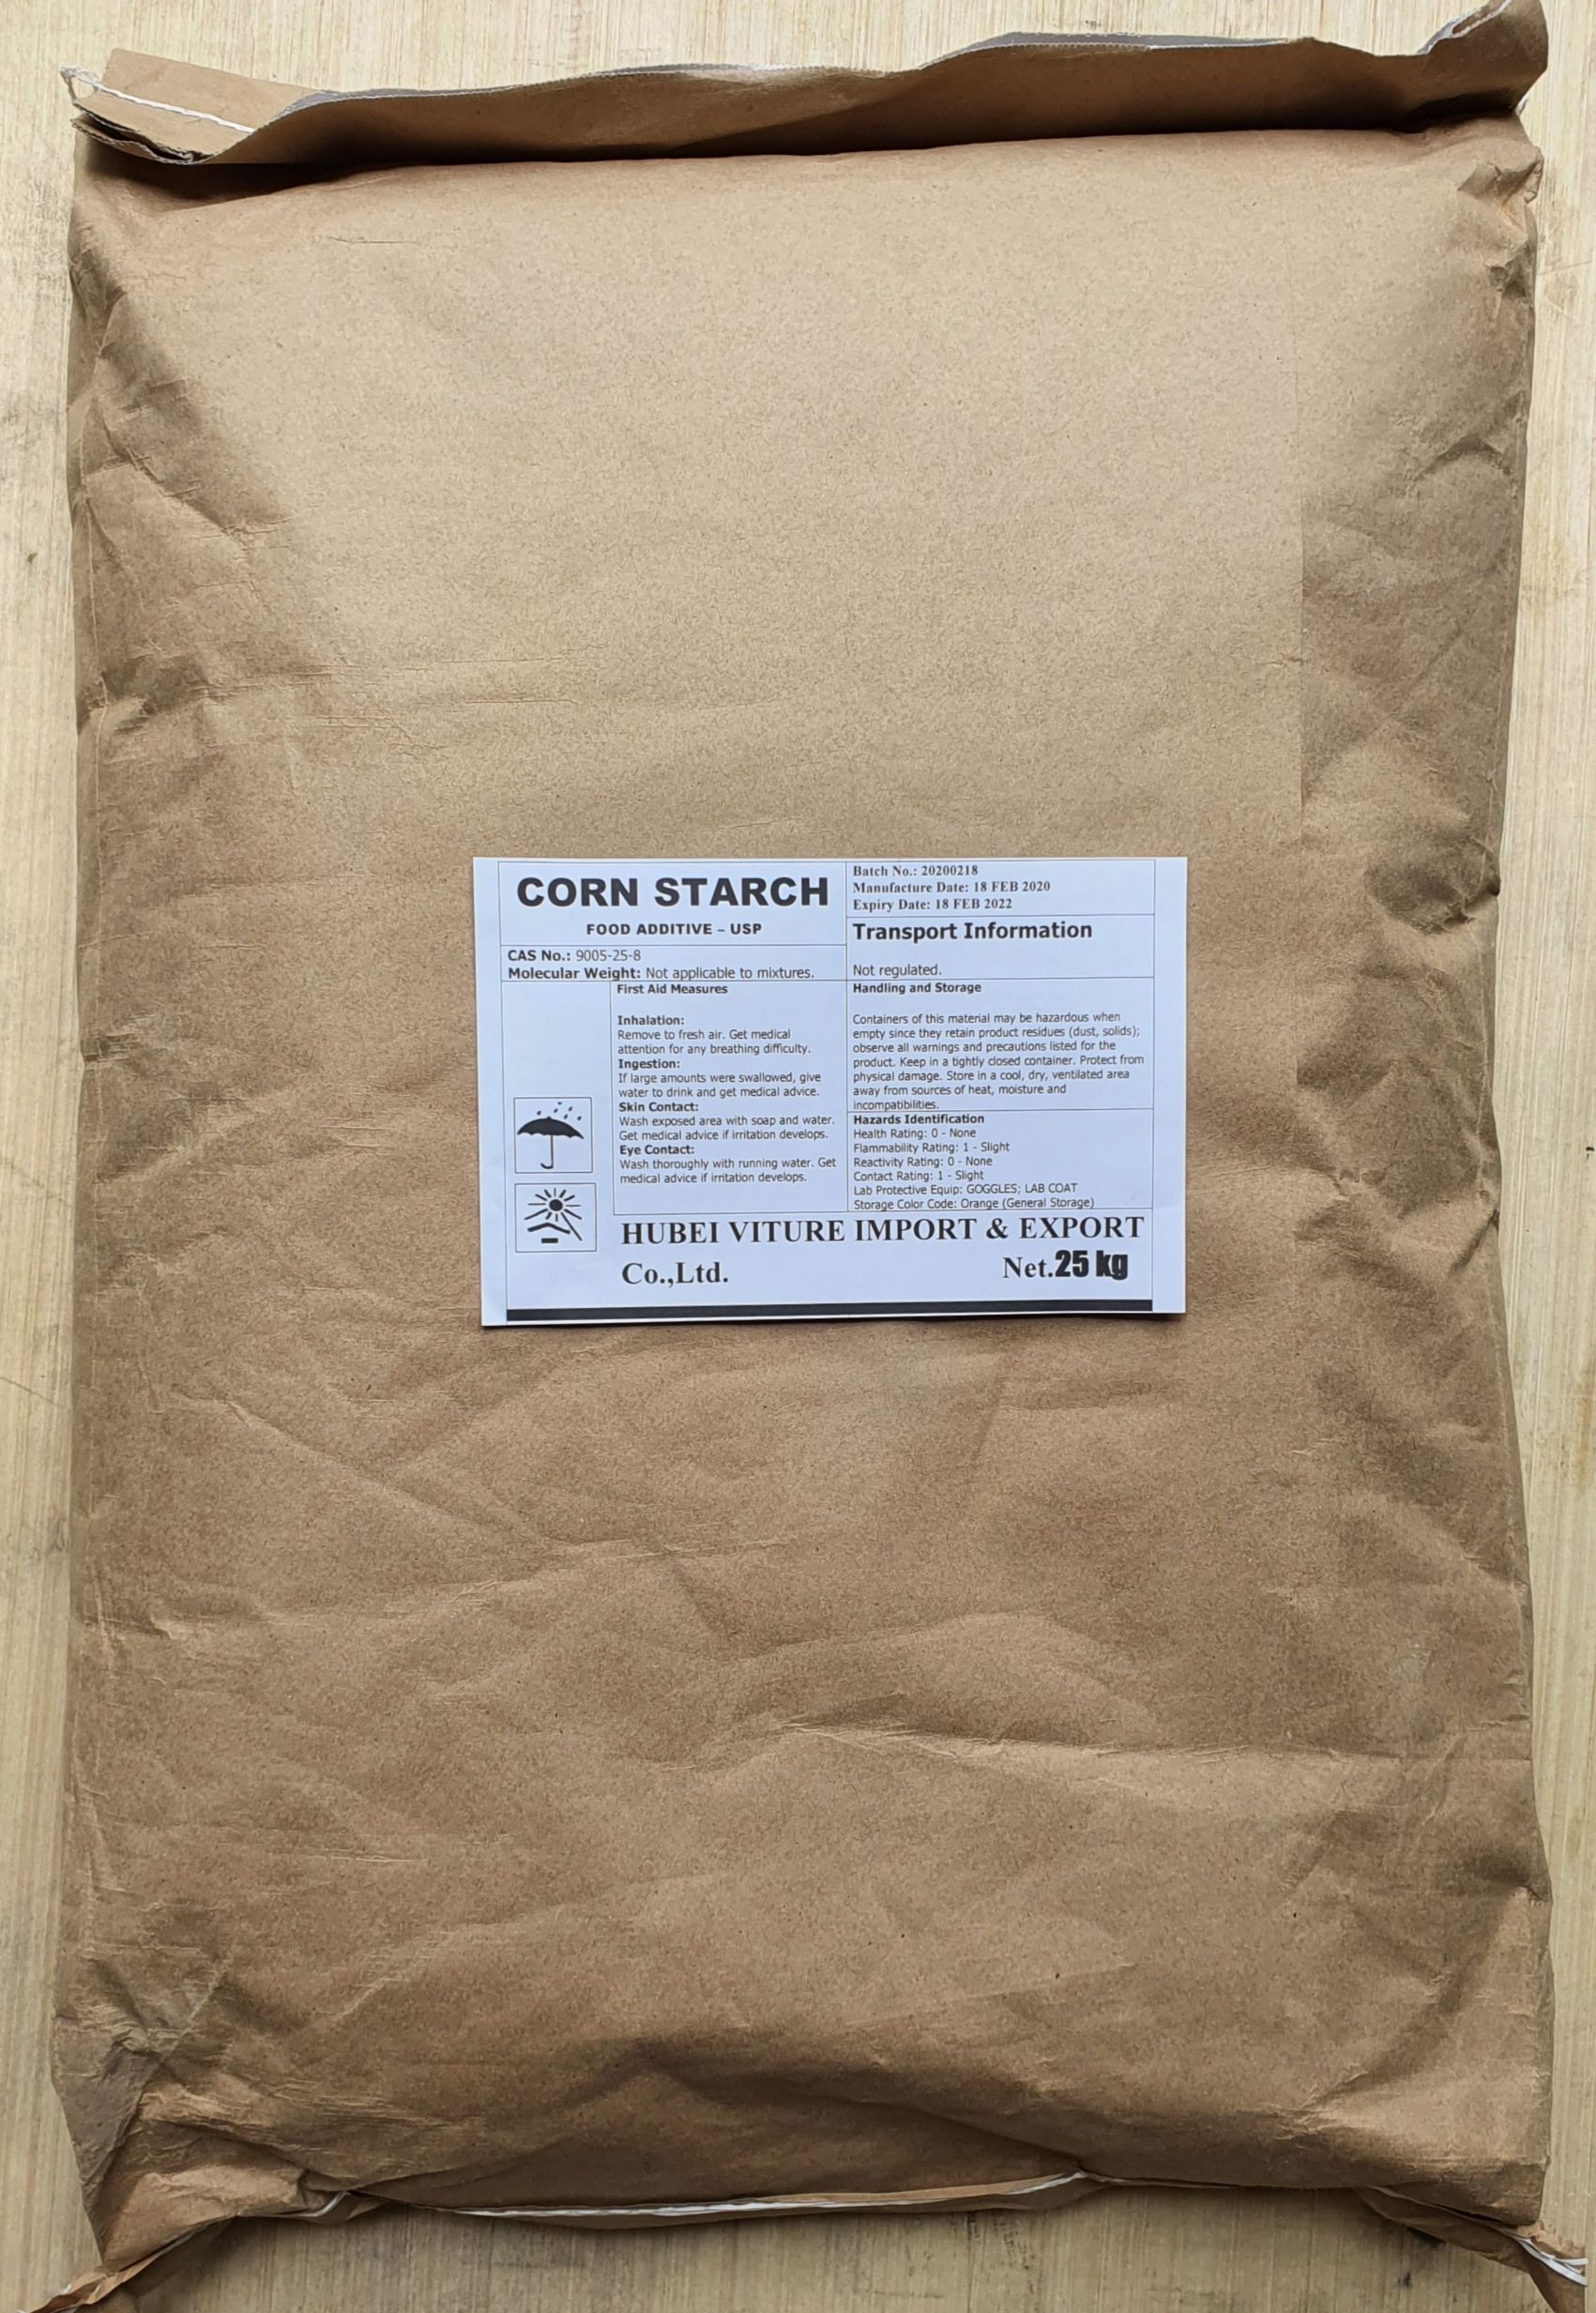 CORN STARCH
FOOD ADDITIVE – USP
CAS No.: 9005-25-8
Molecular Weight: Not applicable to mixtures.
Batch No.: 20200218
Manufacture Date: 18 FEB 2020
Expiry Date: 18 FEB 2022
Transport Information
Not regulated.
First Aid Measures
Inhalation:
Remove to fresh air. Get medical
attention for any breathing difficulty.
Ingestion:
If large amounts were swallowed, give
water to drink and get medical advice.
Skin Contact:
Wash exposed area with soap and water.
Get medical advice if irritation develops.
Eye Contact:
Wash thoroughly with running water. Get
medical advice if irritation develops.
Handling and Storage
Containers of this material may be hazardous when
empty since they retain product residues (dust, solids);
observe all warnings and precautions listed for the
product. Keep in a tightly closed container. Protect from
physical damage. Store in a cool, dry, ventilated area
away from sources of heat, moisture and
incompatibilities.
Hazards Identification
Health Rating: 0 - None
Flammability Rating: 1 - Slight
Reactivity Rating: 0 - None
Contact Rating: 1 - Slight
Lab Protective Equip: GOGGLES; LAB COAT
Storage Color Code: Orange (General Storage)
HUBEI VITURE IMPORT & EXPORT
Co.,Ltd.
Net.25 kg